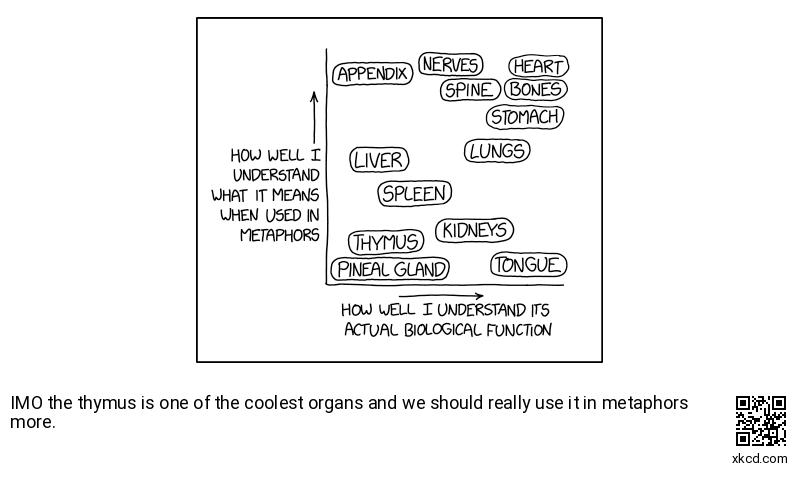 APPENDIX
NERVES
HEART
SPINE
BONES
STOMACH
LIVER
LUNGS
SPLEEN
THYMUS
KIDNEYS
PINEAL GLAND
TONGUE
HOW WELL I
UNDERSTAND
WHAT IT MEANS
WHEN USED IN
METAPHORS
HOW WELL I UNDERSTAND ITS
ACTUAL BIOLOGICAL FUNCTION
IMO the thymus is one of the coolest organs and we should really use it in metaphors
more.
xkcd.com